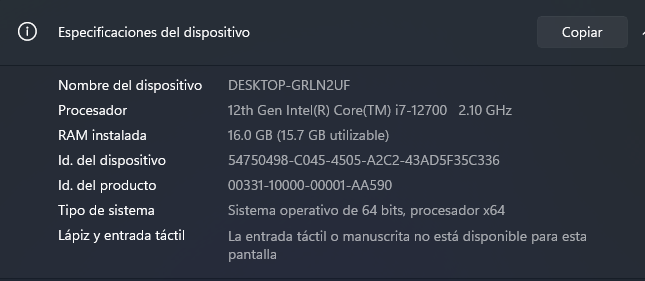 Especificaciones del dispositivo
Copiar
Nombre del dispositivo DESKTOP-GRLN2UF
Procesador 12th Gen Intel(R) Core(TM) i7-12700 2.10 GHz
RAM instalada 16.0 GB (15.7 GB utilizable)
Id. del dispositivo 54750498-C045-4505-A2C2-43AD5F35C336
Id. del producto 00331-10000-00001-AA590
Tipo de sistema Sistema operativo de 64 bits, procesador x64
Lápiz y entrada táctil La entrada táctil o manuscrita no está disponible para esta
pantalla